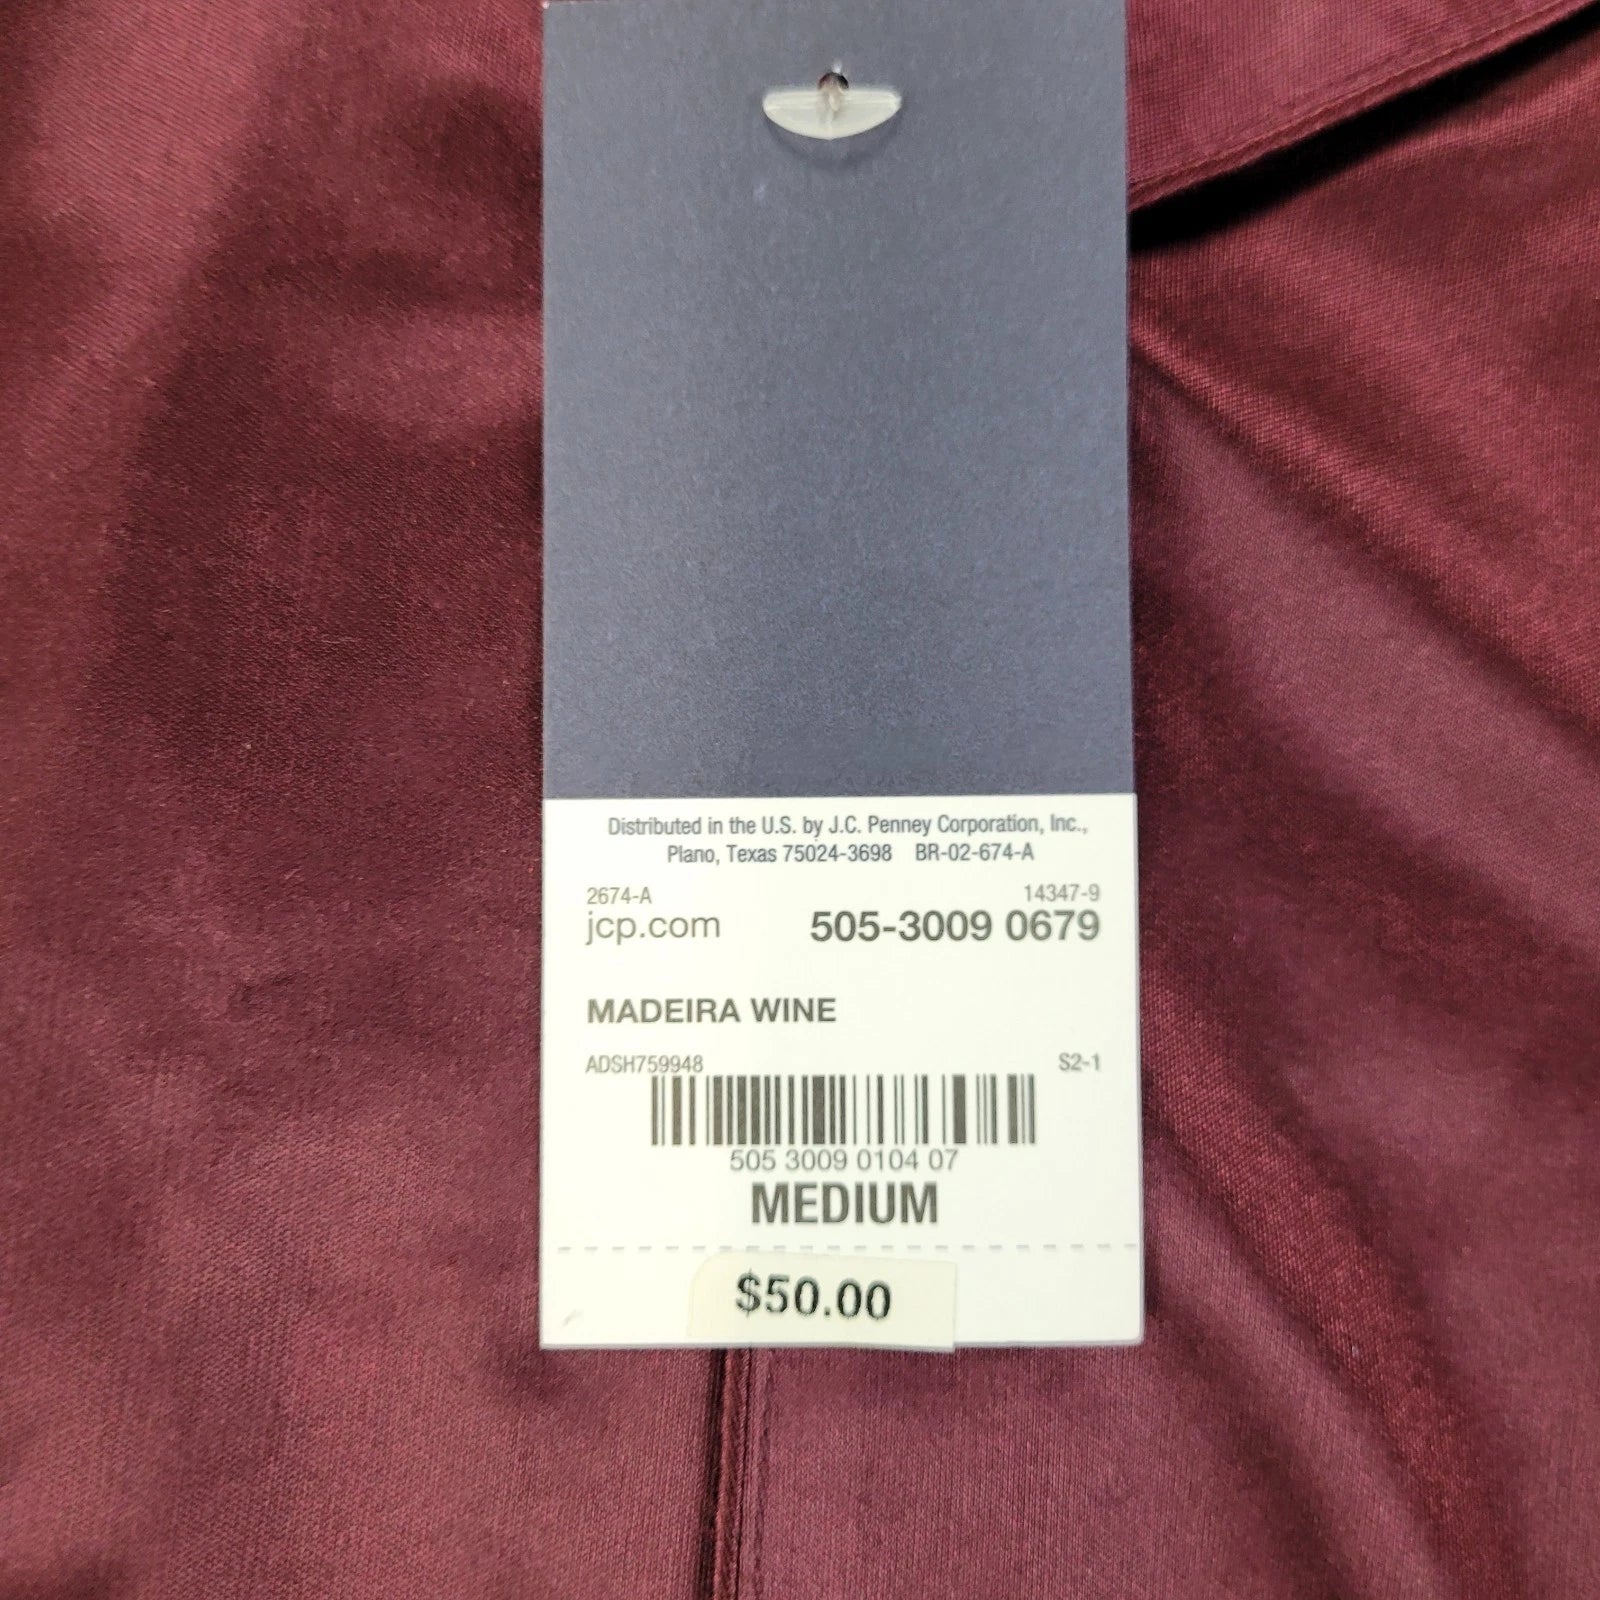 Distributed in the U.S. by J.C. Penney Corporation, Inc.,
Plano, Texas 75024-3698 BR-02-674-A
2674-A 14347-9
jcp.com 505-3009 0679
MADEIRA WINE
ADSH759948 S2-1
505 3009 0104 07
MEDIUM
$50.00